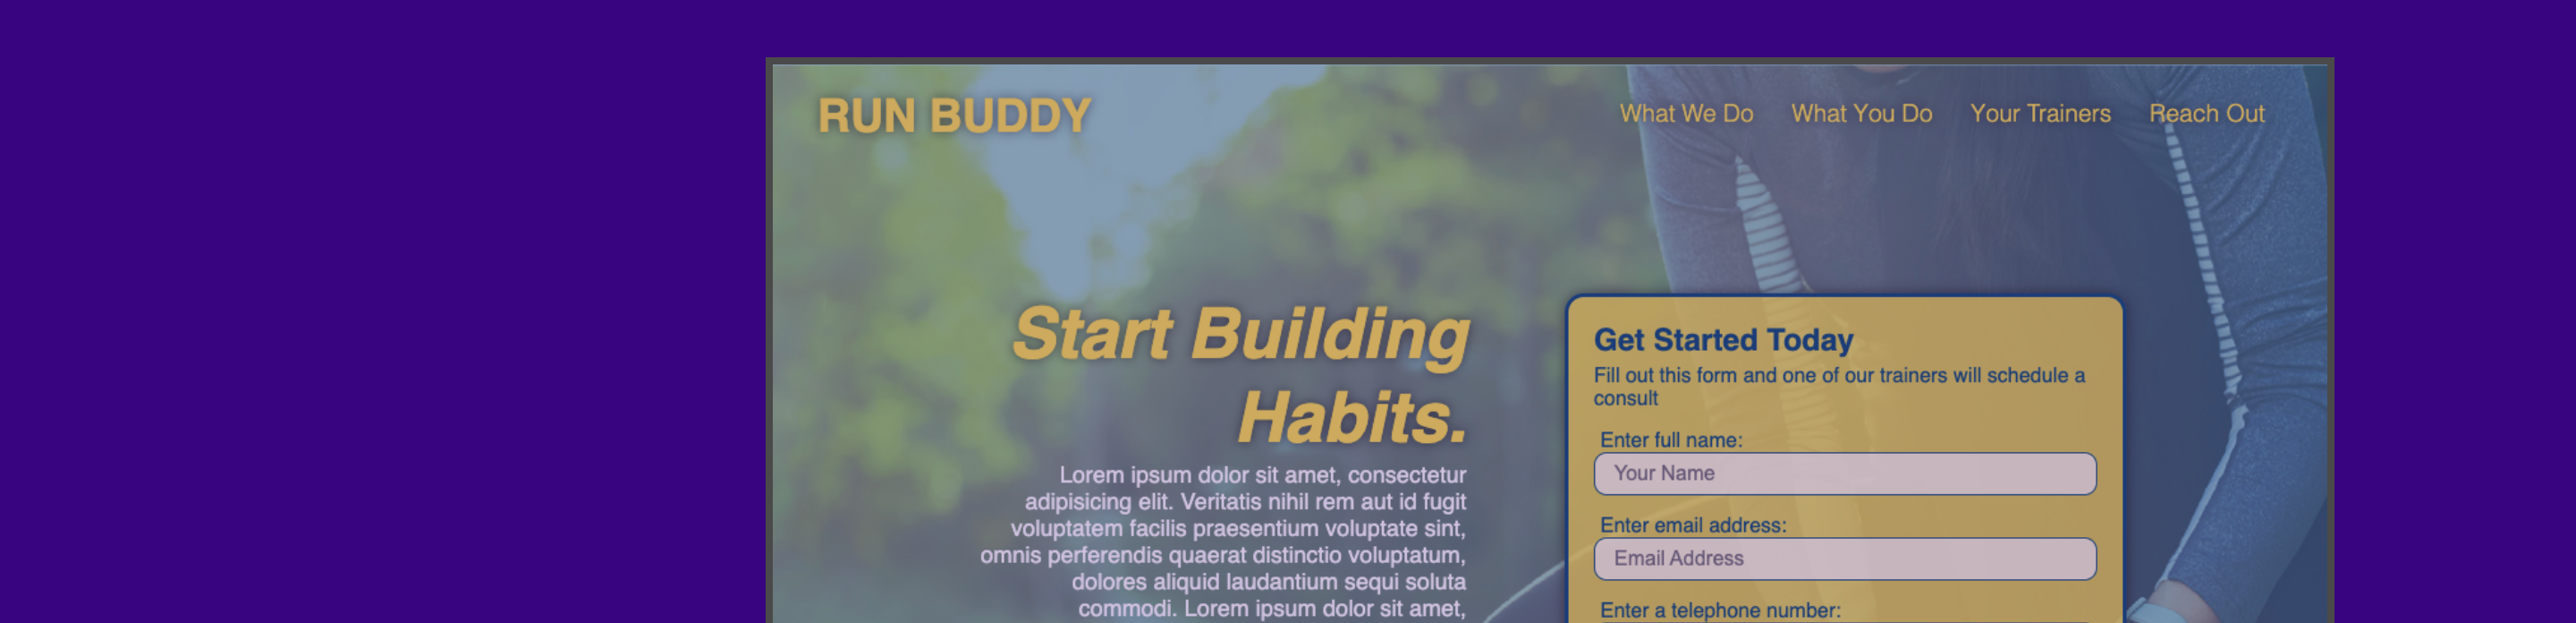 RUN BUDDY
What We Do
What You Do
Your Trainers
Reach Out
Start Building
Habits.
Lorem ipsum dolor sit amet, consectetur
adipisicing elit. Veritatis nihil rem aut id fugit
voluptatem facilis praesentium voluptate sint,
omnis perferendis quaerat distinctio voluptatum,
dolores aliquid laudantium sequi soluta
commodi. Lorem ipsum dolor sit amet,
Get Started Today
Fill out this form and one of our trainers will schedule a
consult
Enter full name:
Your Name
Enter email address:
Email Address
Enter a telephone number: